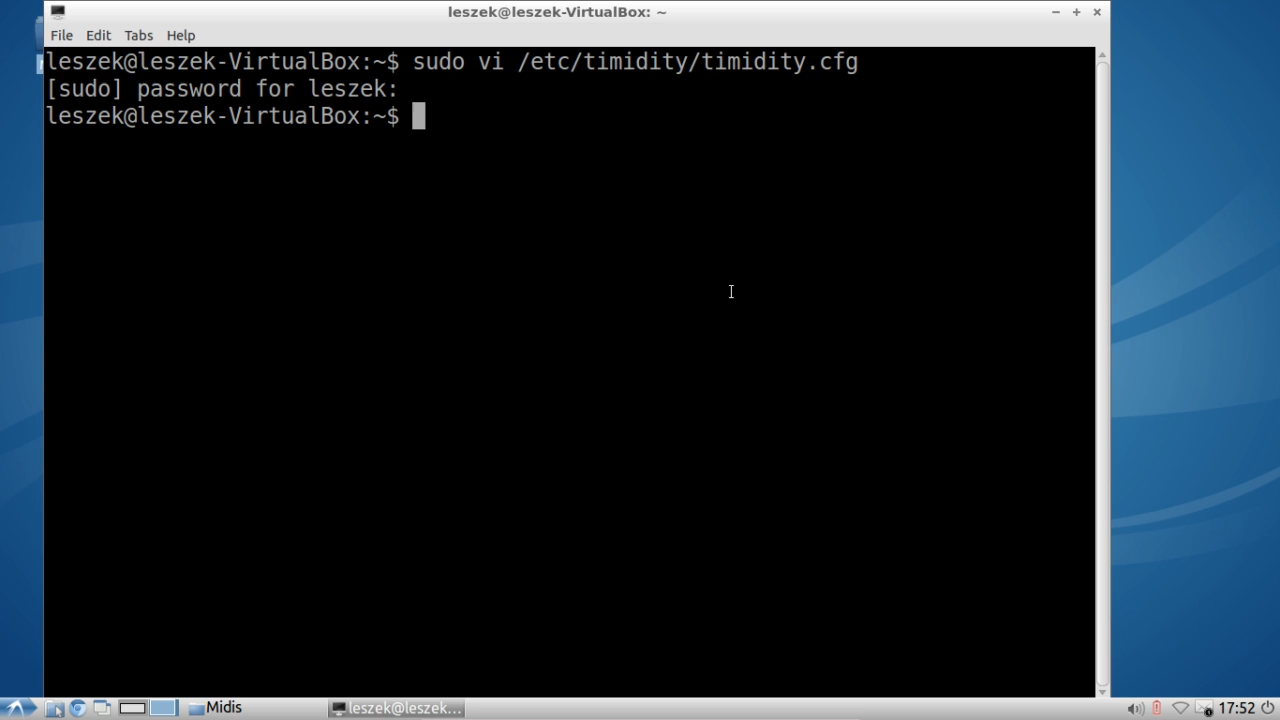 leszek@leszek-VirtualBox: ~
File Edit Tabs Help
leszek@leszek-VirtualBox:~$ sudo vi /etc/timidity/timidity.cfg
[sudo] password for leszek:
leszek@leszek-VirtualBox:~$
Midis
leszek@leszek...
17:52